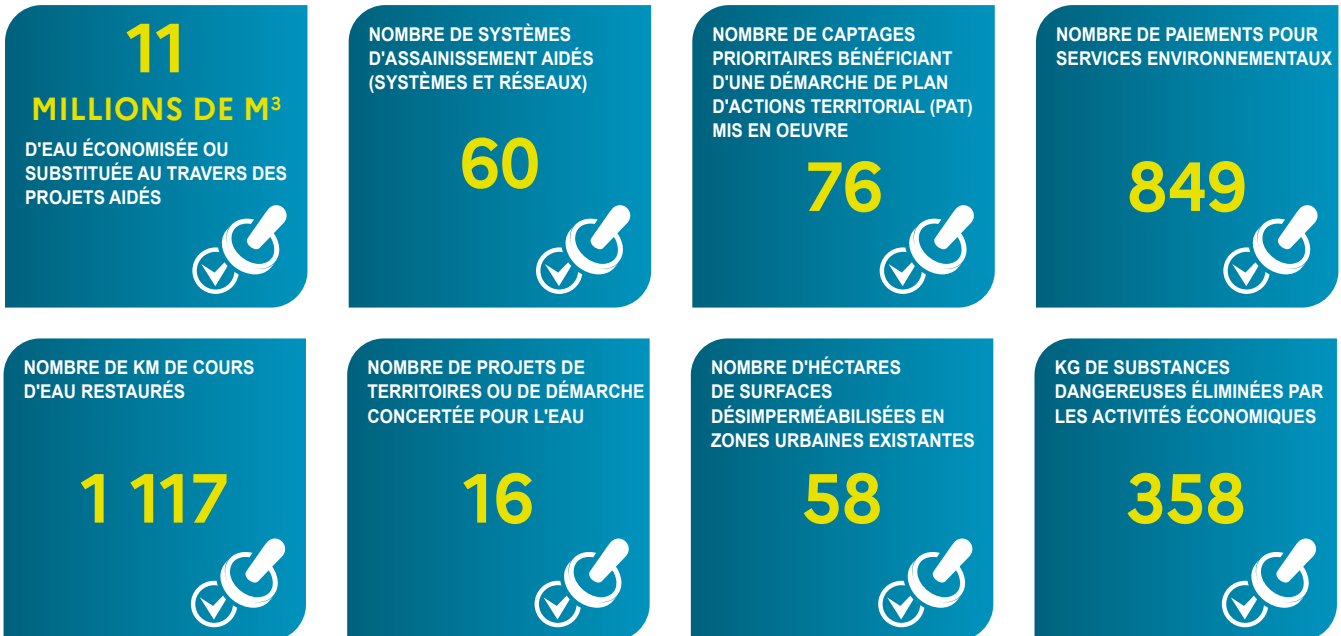 11
MILLIONS DE M³
D'EAU ÉCONOMISÉE OU
SUBSTITUÉE AU TRAVERS DES
PROJETS AIDÉS
NOMBRE DE SYSTÈMES
D'ASSAINISSEMENT AIDÉS
(SYSTÈMES ET RÉSEAUX)
60
NOMBRE DE CAPTAGES
PRIORITAIRES BÉNÉFICIANT
D'UNE DÉMARCHE DE PLAN
D'ACTIONS TERRITORIAL (PAT)
MIS EN OEUVRE
76
NOMBRE DE PAIEMENTS POUR
SERVICES ENVIRONNEMENTAUX
849
NOMBRE DE KM DE COURS
D'EAU RESTAURÉS
1 117
NOMBRE DE PROJETS DE
TERRITOIRES OU DE DÉMARCHE
CONCERTÉE POUR L'EAU
16
NOMBRE D'HÉCTARES
DE SURFACES
DÉSIMPERMÉABILISÉES EN
ZONES URBAINES EXISTANTES
58
KG DE SUBSTANCES
DANGEREUSES ÉLIMINÉES PAR
LES ACTIVITÉS ÉCONOMIQUES
358